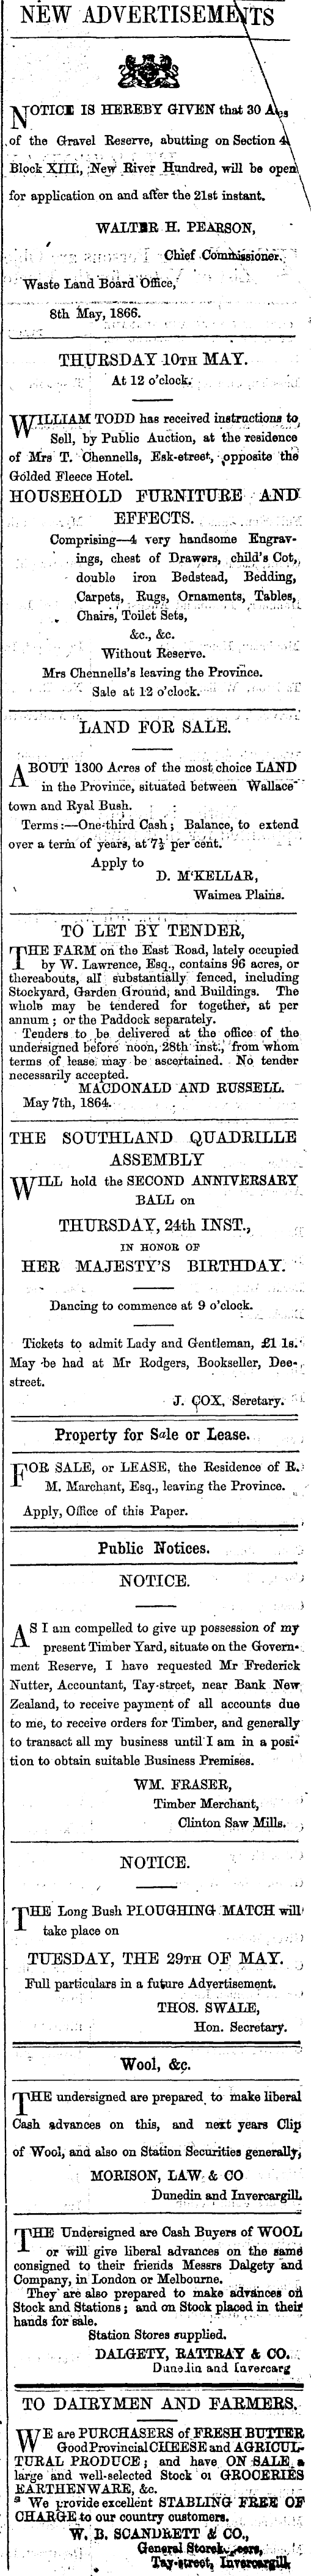 NEW ADVERTISEMENTS
NOTICE IS HEREBY GIVEN that 30 Acres
of the Gravel Reserve, abutting on Section 4
Block XIII., New River Hundred, will be open
for application on and after the 21st instant.
WALTER H. PEARSON,
Chief Commissioner.
Waste Land Board Office,
8th May, 1866.
THURSDAY 10TH MAY.
At 12 o'clock.
WILLIAM TODD has received instructions to
Sell, by Public Auction, at the residence
of Mrs T. Chennells, Esk-street, opposite the
Golded Fleece Hotel.
HOUSEHOLD FURNITURE AND
EFFECTS.
Comprising—4 very handsome Engrav-
ings, chest of Drawers, child's Cot,
double iron Bedstead, Bedding,
Carpets, Rugs, Ornaments, Tables,
Chairs, Toilet Sets,
&c., &c.
Without Reserve.
Mrs Chennells's leaving the Province.
Sale at 12 o'clock.
LAND FOR SALE.
ABOUT 1300 Acres of the most choice LAND
in the Province, situated between Wallace
town and Ryal Bush.
Terms:—One-third Cash; Balance, to extend
over a term of years, at 7½ per cent.
Apply to
D. M'KELLAR,
Waimea Plains.
TO LET BY TENDER,
THE FARM on the East Road, lately occupied
by W. Lawrence, Esq., contains 96 acres, or
thereabouts, all substantially fenced, including
Stockyard, Garden Ground, and Buildings. The
whole may be tendered for together, at per
annum; or the Paddock separately.
Tenders to be delivered at the office of the
undersigned before noon, 28th inst., from whom
terms of lease may be ascertained. No tender
necessarily accepted.
MACDONALD AND RUSSELL.
May 7th, 1864.
THE SOUTHLAND QUADRILLE
ASSEMBLY
WILL hold the SECOND ANNIVERSARY
BALL on
THURSDAY, 24th INST.,
IN HONOR OF
HER MAJESTY'S BIRTHDAY.
Dancing to commence at 9 o'clock.
Tickets to admit Lady and Gentleman, £1 1s.
May be had at Mr Rodgers, Bookseller, Dee-
street.
J. COX, Seretary.
Property for Sale or Lease.
FOR SALE, or LEASE, the Residence of R.
M. Marchant, Esq., leaving the Province.
Apply, Office of this Paper.
Public Notices.
NOTICE.
AS I am compelled to give up possession of my
present Timber Yard, situate on the Govern-
ment Reserve, I have requested Mr Frederick
Nutter, Accountant, Tay-street, near Bank New
Zealand, to receive payment of all accounts due
to me, to receive orders for Timber, and generally
to transact all my business until I am in a posi-
tion to obtain suitable Business Premises.
WM. FRASER,
Timber Merchant,
Clinton Saw Mills.
NOTICE.
THE Long Bush PLOUGHING MATCH will
take place on
TUESDAY, THE 29TH OF MAY.
Full particulars in a future Advertisement.
THOS. SWALE,
Hon. Secretary.
Wool, &c.
THE undersigned are prepared to make liberal
Cash advances on this, and next years Clip
of Wool, and also on Station Securities generally,
MORISON, LAW & CO
Dunedin and Invercargill.
THE Undersigned are Cash Buyers of WOOL
or will give liberal advances on the same
consigned to their friends Messrs Dalgety and
Company, in London or Melbourne.
They are also prepared to make advances on
Stock and Stations; and on Stock placed in their
hands for sale.
Station Stores supplied.
DALGETY, RATTRAY & CO.
Dunedin and Invercarg
TO DAIRYMEN AND FARMERS.
WE are PURCHASERS of FRESH BUTTER
Good Provincial CHEESE and AGRICUL-
TURAL PRODUCE; and have ON SALE a
large and well-selected Stock of GROCERIES
EARTHENWARE, &c.
We provide excellent STABLING FREE OF
CHARGE to our country customers.
W. B. SCANDRETT & CO.,
General Storekeepers,
Tay-street, Invercargill.